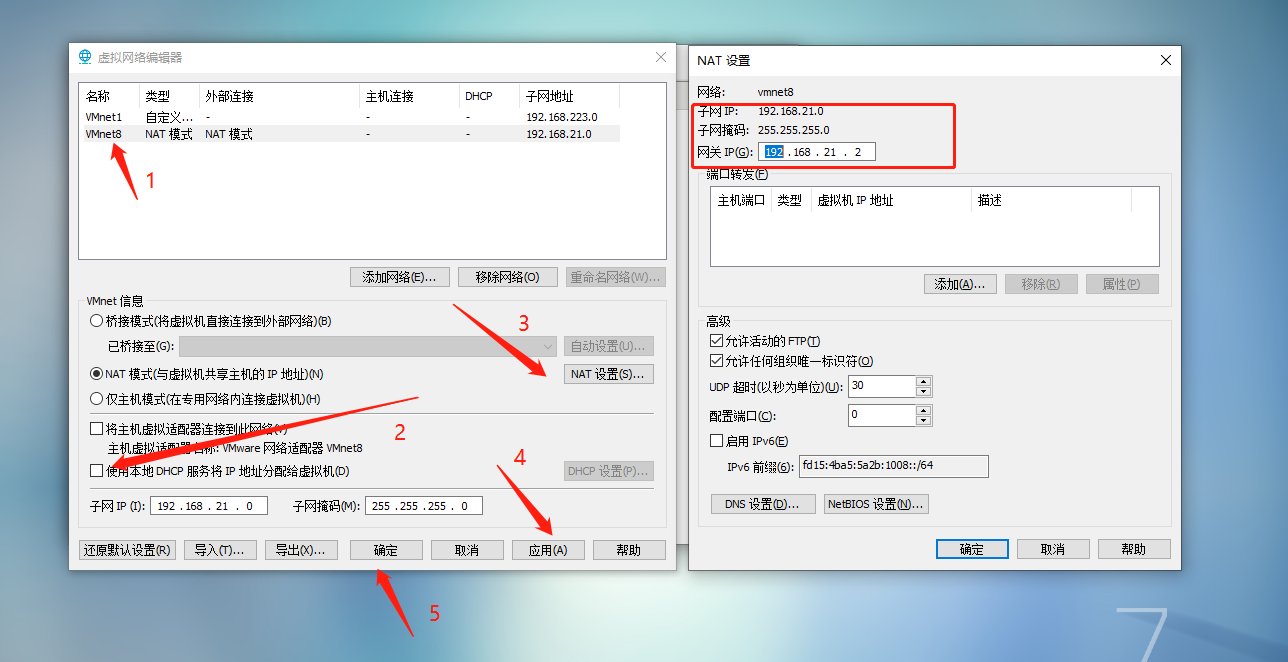 虚拟网络编辑器
名称 类型 外部连接 主机连接 DHCP 子网地址
VMnet1 自定义... - - - 192.168.223.0
VMnet8 NAT 模式 NAT 模式 - - 192.168.21.0
1
添加网络(E)... 移除网络(O) 重命名网络(W)...
VMnet 信息
桥接模式(将虚拟机直接连接到外部网络)(B)
3
已桥接至(G): 自动设置(U)...
NAT 模式(与虚拟机共享主机的 IP 地址)(N) NAT 设置(S)...
仅主机模式(在专用网络内连接虚拟机)(H)
将主机虚拟适配器连接到此网络(V)
2
主机虚拟适配器名称: VMware 网络适配器 VMnet8
4
使用本地 DHCP 服务将 IP 地址分配给虚拟机(D) DHCP 设置(P)...
子网 IP (I): 192 . 168 . 21 . 0 子网掩码(M): 255 . 255 . 255 . 0
还原默认设置(R) 导入(T)... 导出(X)... 确定 取消 应用(A) 帮助
5
NAT 设置
网络: vmnet8
子网 IP: 192.168.21.0
子网掩码: 255.255.255.0
网关 IP(G): 192 . 168 . 21 . 2
端口转发(F)
主机端口 类型 虚拟机 IP 地址 描述
添加(A)... 移除(R) 属性(P)
高级
允许活动的 FTP(T)
允许任何组织唯一标识符(O)
UDP 超时(以秒为单位)(U): 30
配置端口(C): 0
启用 IPv6(E)
IPv6 前缀(6): fd15:4ba5:5a2b:1008::/64
DNS 设置(D)... NetBIOS 设置(N)...
确定 取消 帮助
7